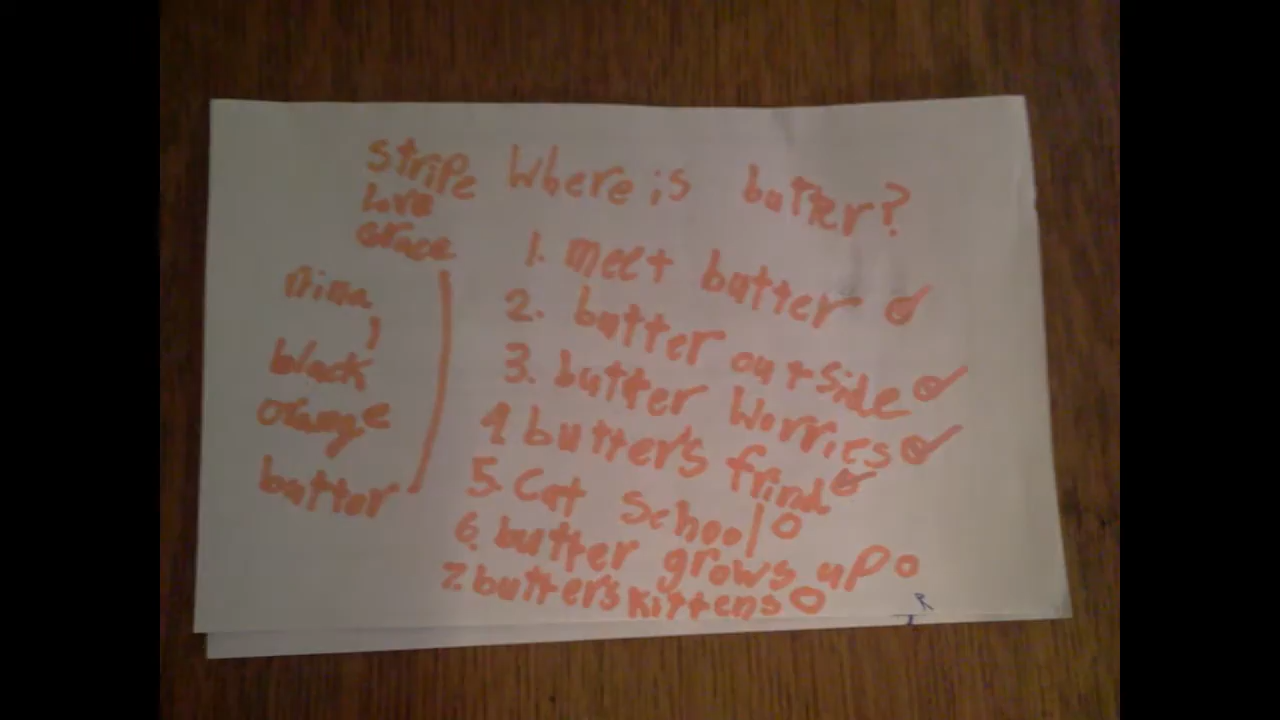 stripe
Love
Grace
Nina,
black
orange
butter
Where is butter?
1. meet butter
2. butter outside
3. butter Worries
4 butter's frind
5. Cat School
6. butter grows up
7. butter's kittens
R
I